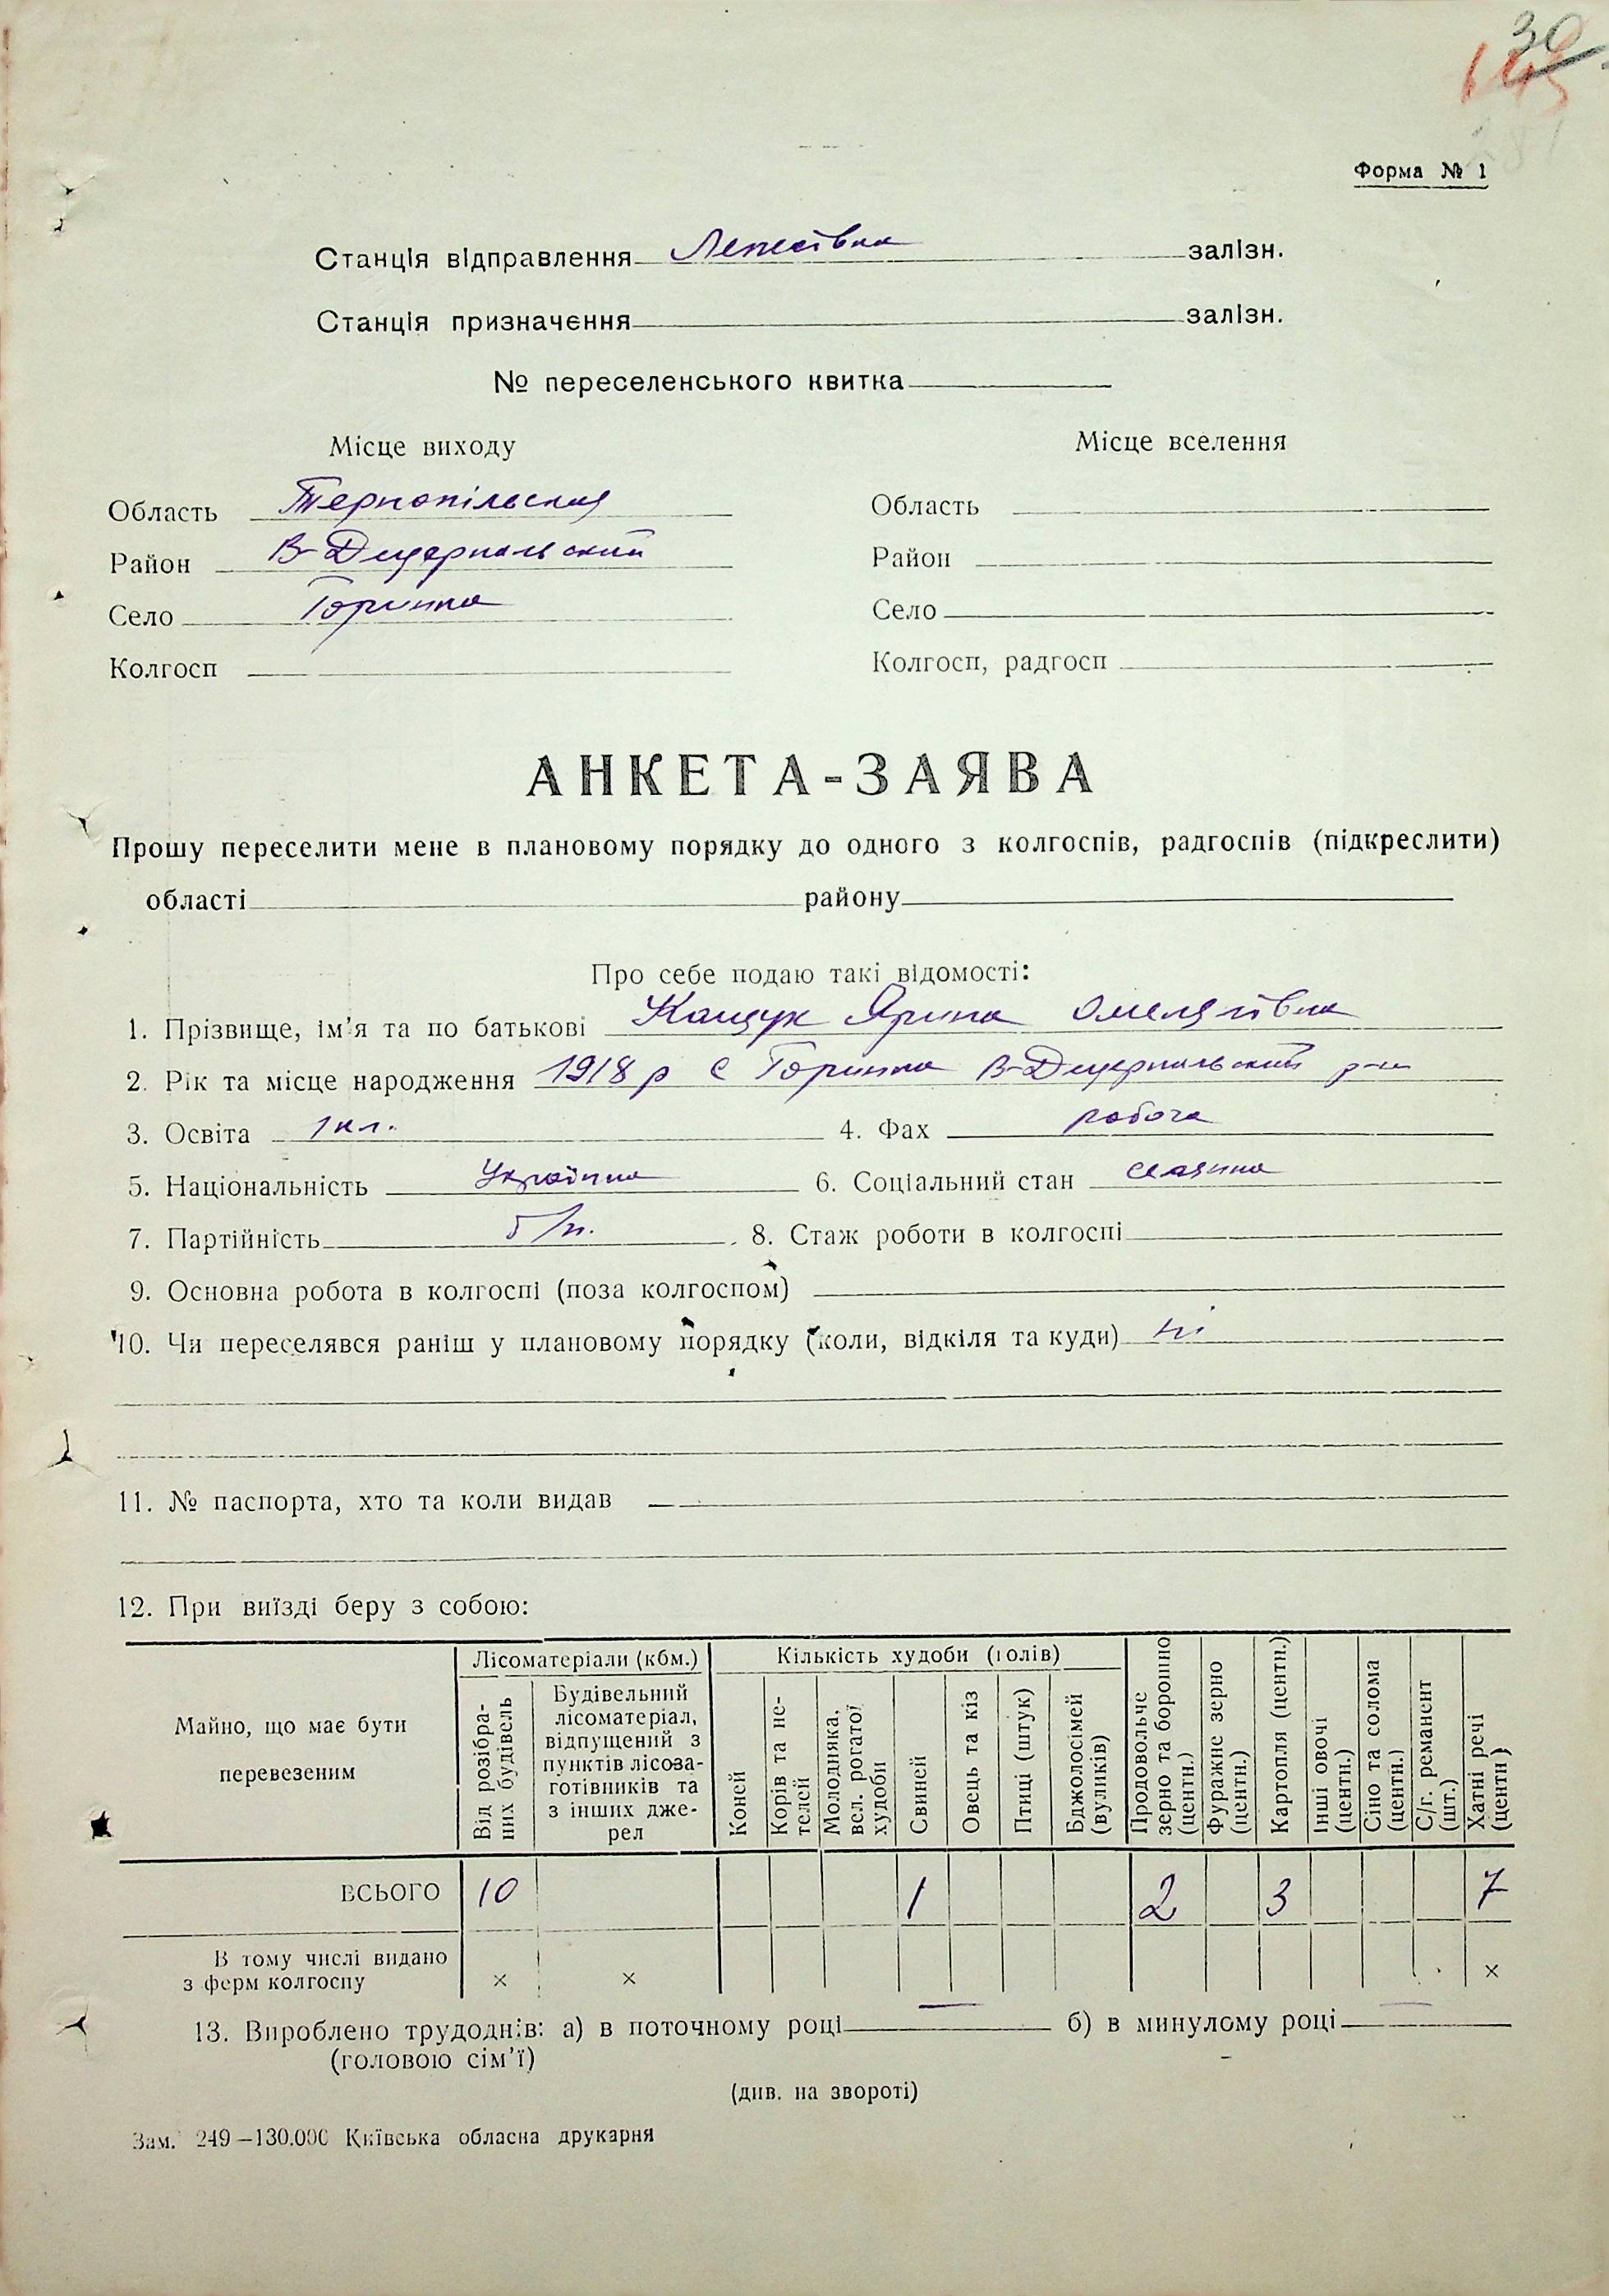 30
145
Форма № 1
Станція відправлення Лепесівка залізн.
Станція призначення залізн.
№ переселенського квитка
Місце виходу
Місце вселення
Область Тернопільська
Область
Район В-Дедеркальський
Район
Село Горинка
Село
Колгосп
Колгосп, радгосп
АНКЕТА-ЗАЯВА
Прошу переселити мене в плановому порядку до одного з колгоспів, радгоспів (підкреслити)
області району
Про себе подаю такі відомості:
1. Прізвище, ім'я та по батькові Кащук Ярина Омелянівна
2. Рік та місце народження 1918 р с Горинка В-Дедеркальський р-н
3. Освіта 1 кл. 4. Фах робоча
5. Національність Українка 6. Соціальний стан селянка
7. Партійність б/п. 8. Стаж роботи в колгоспі
9. Основна робота в колгоспі (поза колгоспом)
10. Чи переселявся раніш у плановому порядку (коли, відкіля та куди) ні
11. № паспорта, хто та коли видав
12. При виїзді беру з собою:
Майно, що має бути перевезеним
Лісоматеріали (кбм.)
Кількість худоби (голів)
Від розібраних будівель
Будівельний лісоматеріал, відпущений з пунктів лісозаготівників та з інших джерел
Коней
Корів та нетелей
Молодняка, вел. рогатої худоби
Свиней
Овець та кіз
Птиці (штук)
Бджолосімей (вуликів)
Продовольче зерно та борошно (центн.)
Фуражне зерно (центн.)
Картопля (центн.)
Інші овочі (центн.)
Сіно та солома (центн.)
С/г. реманент (шт.)
Хатні речі (центн)
ВСЬОГО 10 1 2 3 7
В тому числі видано
з ферм колгоспу × × ×
13. Вироблено трудоднів: а) в поточному році — б) в минулому році —
(головою сім'ї)
(див. на звороті)
Зам. 249—130.000 Київська обласна друкарня